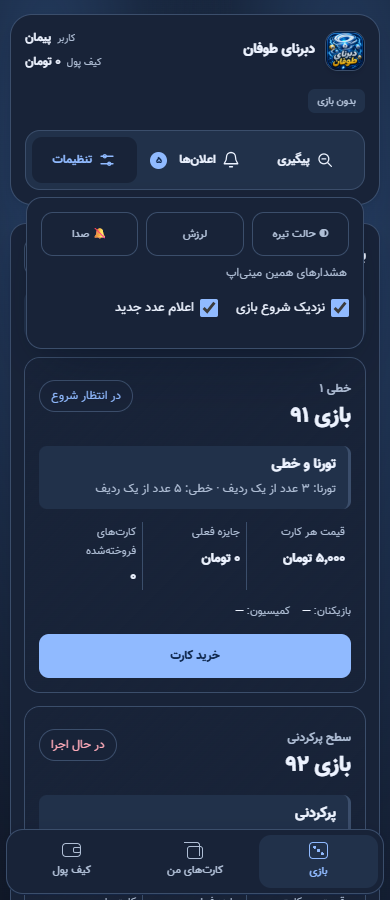 دبرنای طوفان
دبرنای طوفان
کاربر پیمان
کیف پول ۰ تومان
بدون بازی
پیگیری
اعلان‌ها ۵
تنظیمات
حالت تیره
لرزش
صدا
هشدارهای همین مینی‌اپ
نزدیک شروع بازی
اعلام عدد جدید
خطی ۱
بازی ۹۱
در انتظار شروع
تورنا و خطی
تورنا: ۳ عدد از یک ردیف · خطی: ۵ عدد از یک ردیف
قیمت هر کارت
۵,۰۰۰ تومان
جایزه فعلی
۰ تومان
کارت‌های فروخته‌شده
۰
بازیکنان: — کمیسیون: —
خرید کارت
سطح پرکردنی
بازی ۹۲
در حال اجرا
پرکردنی
بازی
کارت‌های من
کیف پول